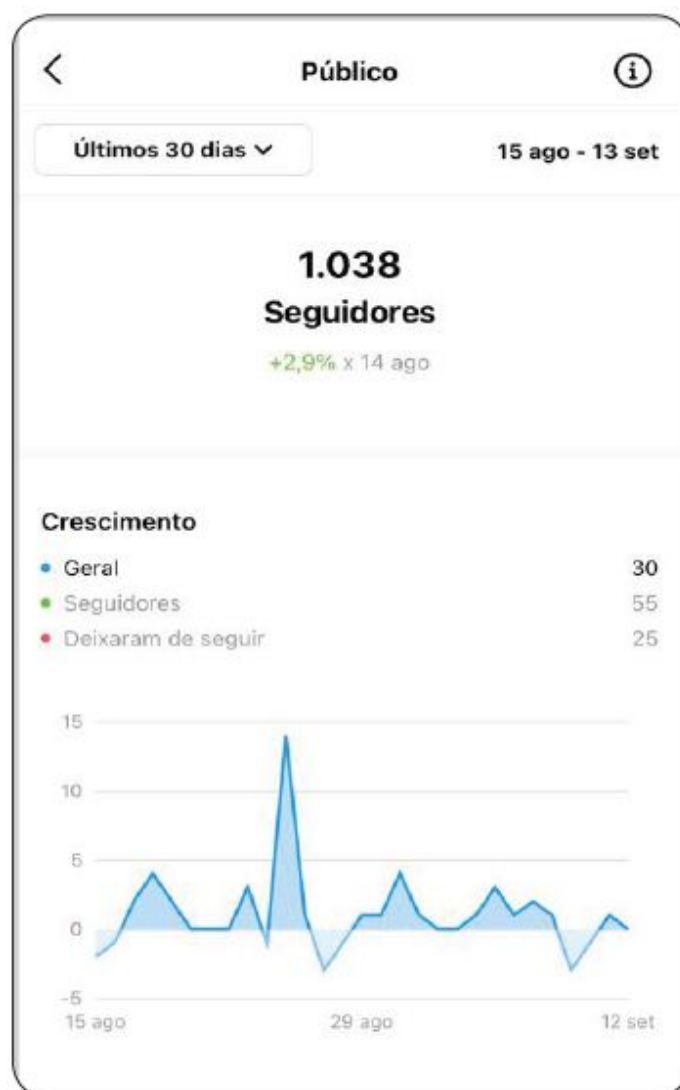 Público
Últimos 30 dias
15 ago - 13 set
1.038
Seguidores
+2,9% x 14 ago
Crescimento
Geral 30
Seguidores 55
Deixaram de seguir 25
15
10
5
0
-5
15 ago 29 ago 12 set